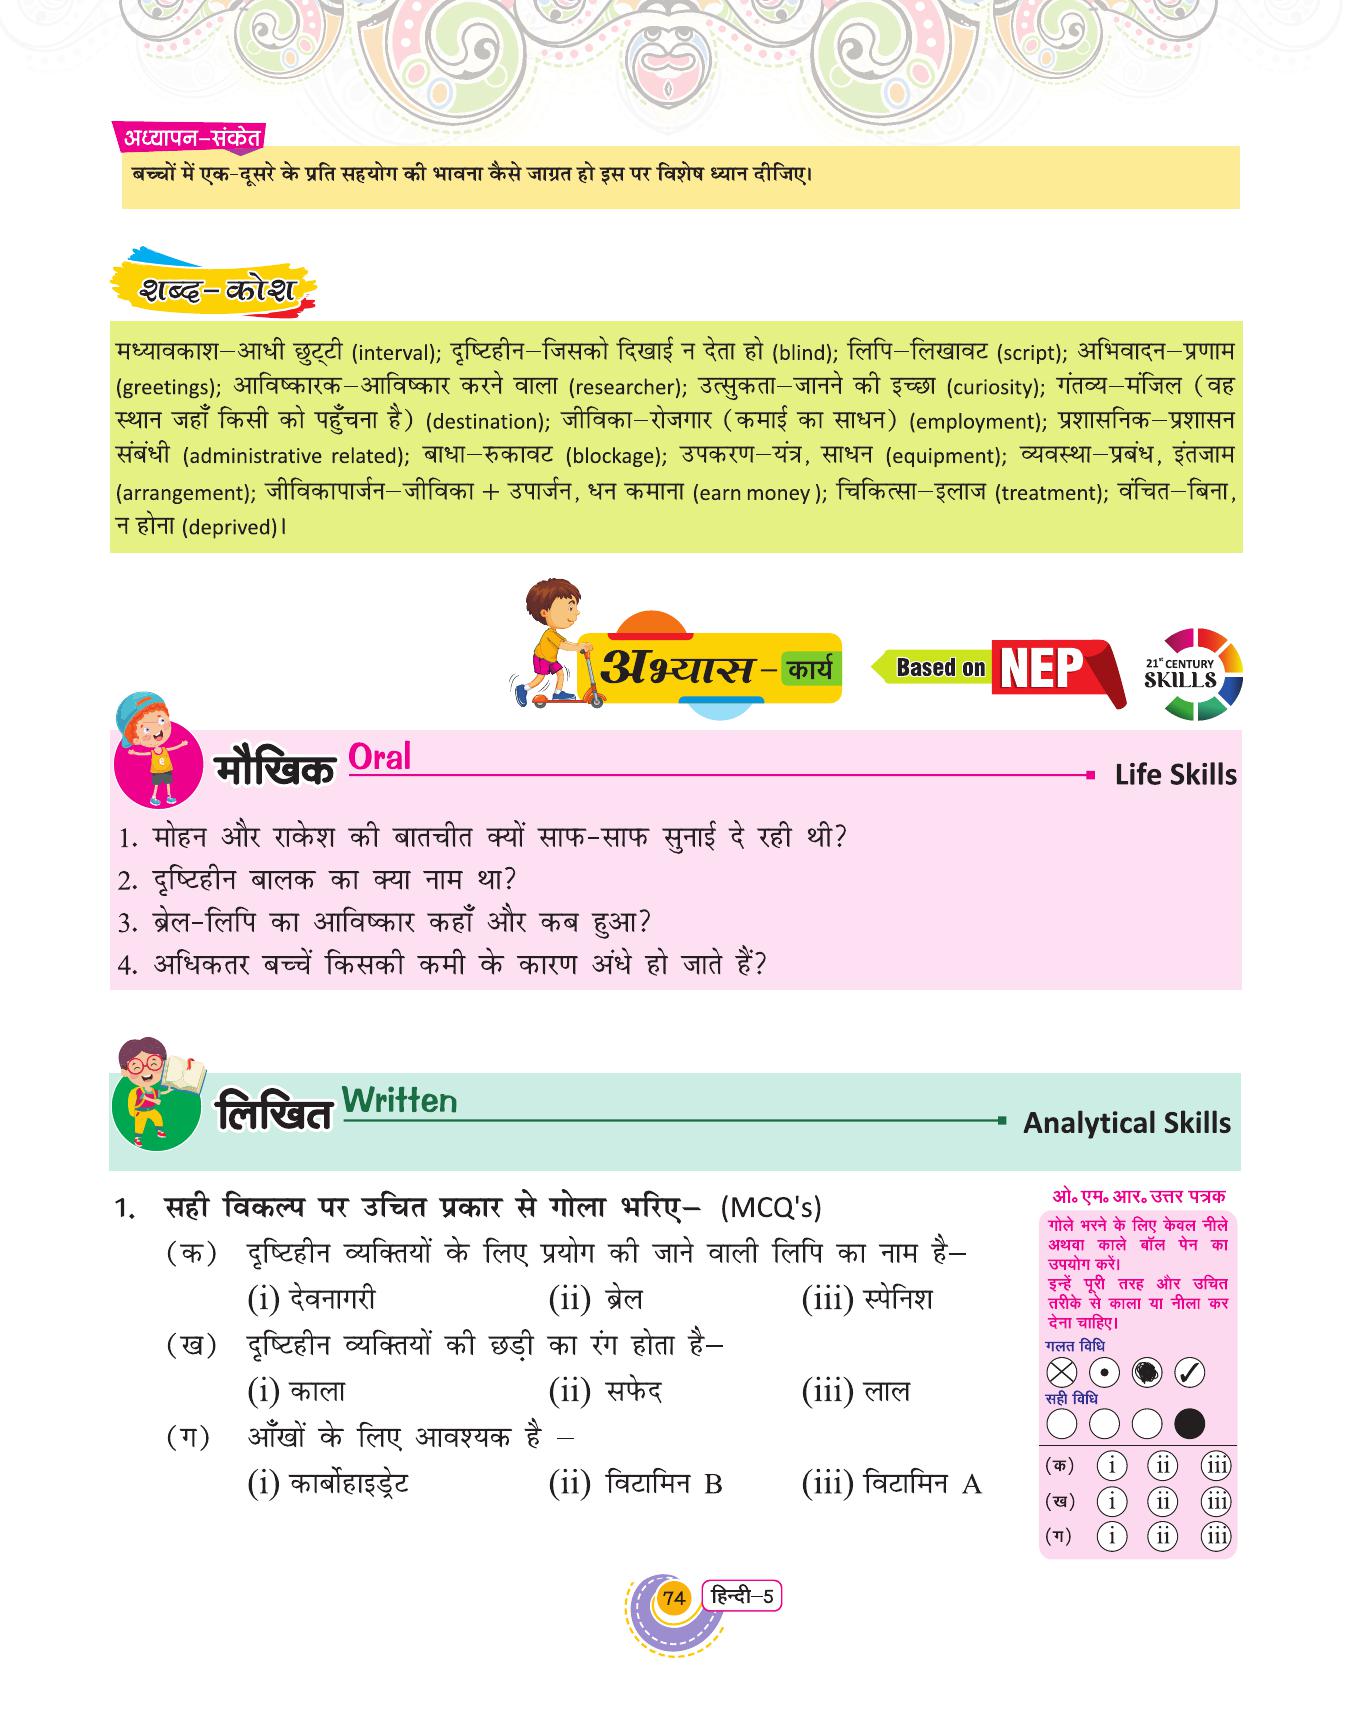 अध्यापन-संकेत
बच्चों में एक-दूसरे के प्रति सहयोग की भावना कैसे जाग्रत हो इस पर विशेष ध्यान दीजिए।
शब्द-कोश
मध्यावकाश–आधी छुट्टी (interval); दृष्टिहीन–जिसको दिखाई न देता हो (blind); लिपि–लिखावट (script); अभिवादन–प्रणाम
(greetings); आविष्कारक–आविष्कार करने वाला (researcher); उत्सुकता–जानने की इच्छा (curiosity); गंतव्य–मंजिल (वह
स्थान जहाँ किसी को पहुँचना है) (destination); जीविका–रोजगार (कमाई का साधन) (employment); प्रशासनिक–प्रशासन
संबंधी (administrative related); बाधा–रुकावट (blockage); उपकरण–यंत्र, साधन (equipment); व्यवस्था–प्रबंध, इंतजाम
(arrangement); जीविकापार्जन–जीविका + उपार्जन, धन कमाना (earn money ); चिकित्सा–इलाज (treatment); वंचित–बिना,
न होना (deprived)।
अभ्यास - कार्य
Based on NEP
21st CENTURY
SKILLS
मौखिक Oral
Life Skills
1. मोहन और राकेश की बातचीत क्यों साफ-साफ सुनाई दे रही थी?
2. दृष्टिहीन बालक का क्या नाम था?
3. ब्रेल-लिपि का आविष्कार कहाँ और कब हुआ?
4. अधिकतर बच्चें किसकी कमी के कारण अंधे हो जाते हैं?
लिखित Written
Analytical Skills
1. सही विकल्प पर उचित प्रकार से गोला भरिए– (MCQ's)
(क) दृष्टिहीन व्यक्तियों के लिए प्रयोग की जाने वाली लिपि का नाम है–
(i) देवनागरी (ii) ब्रेल (iii) स्पेनिश
(ख) दृष्टिहीन व्यक्तियों की छड़ी का रंग होता है–
(i) काला (ii) सफेद (iii) लाल
(ग) आँखों के लिए आवश्यक है –
(i) कार्बोहाइड्रेट (ii) विटामिन B (iii) विटामिन A
ओ॰ एम॰ आर॰ उत्तर पत्रक
गोले भरने के लिए केवल नीले
अथवा काले बॉल पेन का
उपयोग करें।
इन्हें पूरी तरह और उचित
तरीके से काला या नीला कर
देना चाहिए।
गलत विधि
सही विधि
(क) i ii iii
(ख) i ii iii
(ग) i ii iii
74 हिन्दी–5